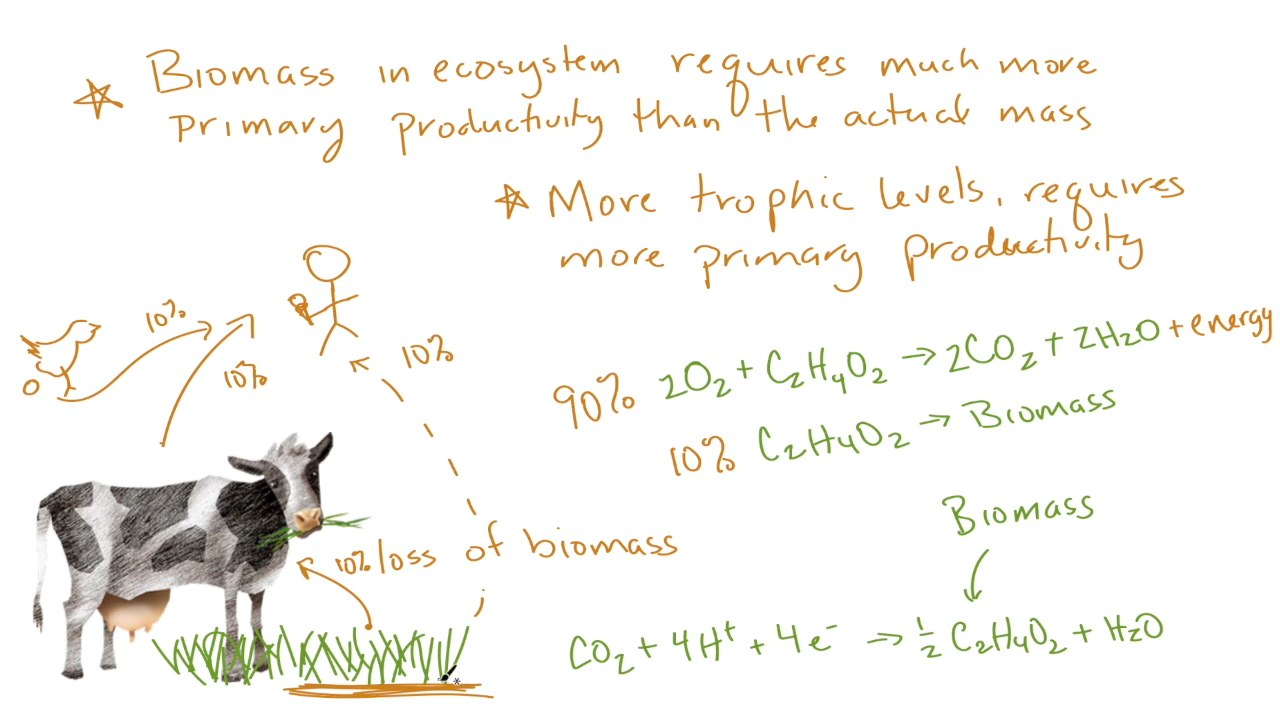 ☆ Biomass in ecosystem requires much more
primary productivity than the actual mass
☆ More trophic levels, requires
more primary productivity
10%
10%
10%
90% 2O₂ + C₂H₄O₂ → 2CO₂ + 2H₂O + energy
10% C₂H₄O₂ → Biomass
Biomass
10% loss of biomass
CO₂ + 4H⁺ + 4e⁻ → ½ C₂H₄O₂ + H₂O